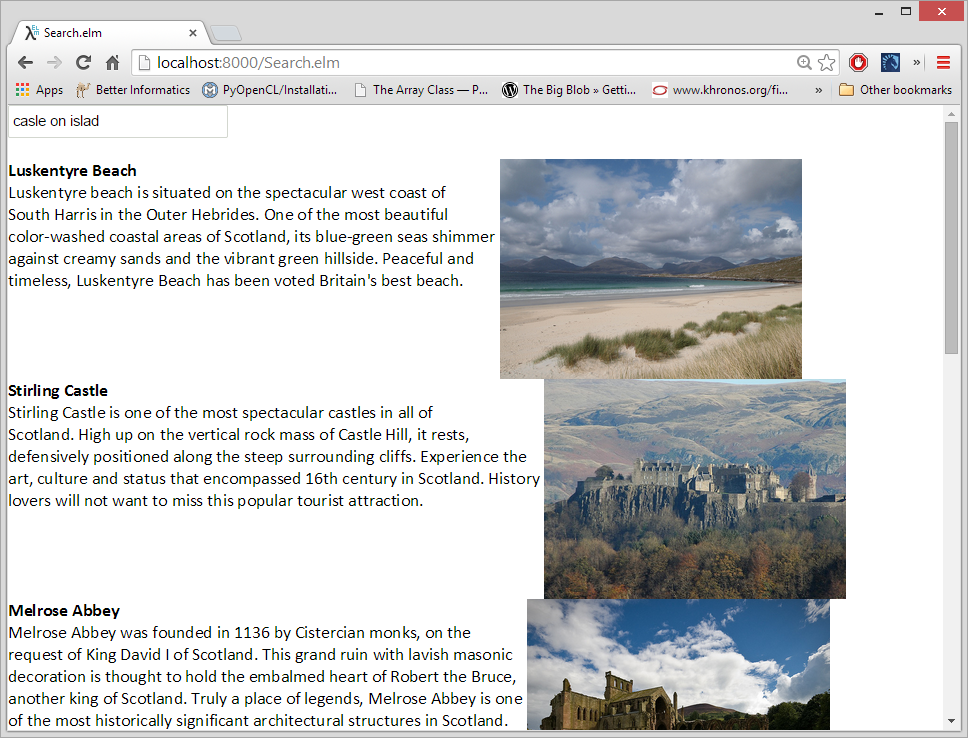 Search.elm
localhost:8000/Search.elm
Apps Better Informatics PyOpenCL/Installati... The Array Class — P... The Big Blob » Getti... www.khronos.org/fi... » Other bookmarks
casle on islad
Luskentyre Beach
Luskentyre beach is situated on the spectacular west coast of
South Harris in the Outer Hebrides. One of the most beautiful
color-washed coastal areas of Scotland, its blue-green seas shimmer
against creamy sands and the vibrant green hillside. Peaceful and
timeless, Luskentyre Beach has been voted Britain's best beach.
Stirling Castle
Stirling Castle is one of the most spectacular castles in all of
Scotland. High up on the vertical rock mass of Castle Hill, it rests,
defensively positioned along the steep surrounding cliffs. Experience the
art, culture and status that encompassed 16th century in Scotland. History
lovers will not want to miss this popular tourist attraction.
Melrose Abbey
Melrose Abbey was founded in 1136 by Cistercian monks, on the
request of King David I of Scotland. This grand ruin with lavish masonic
decoration is thought to hold the embalmed heart of Robert the Bruce,
another king of Scotland. Truly a place of legends, Melrose Abbey is one
of the most historically significant architectural structures in Scotland.